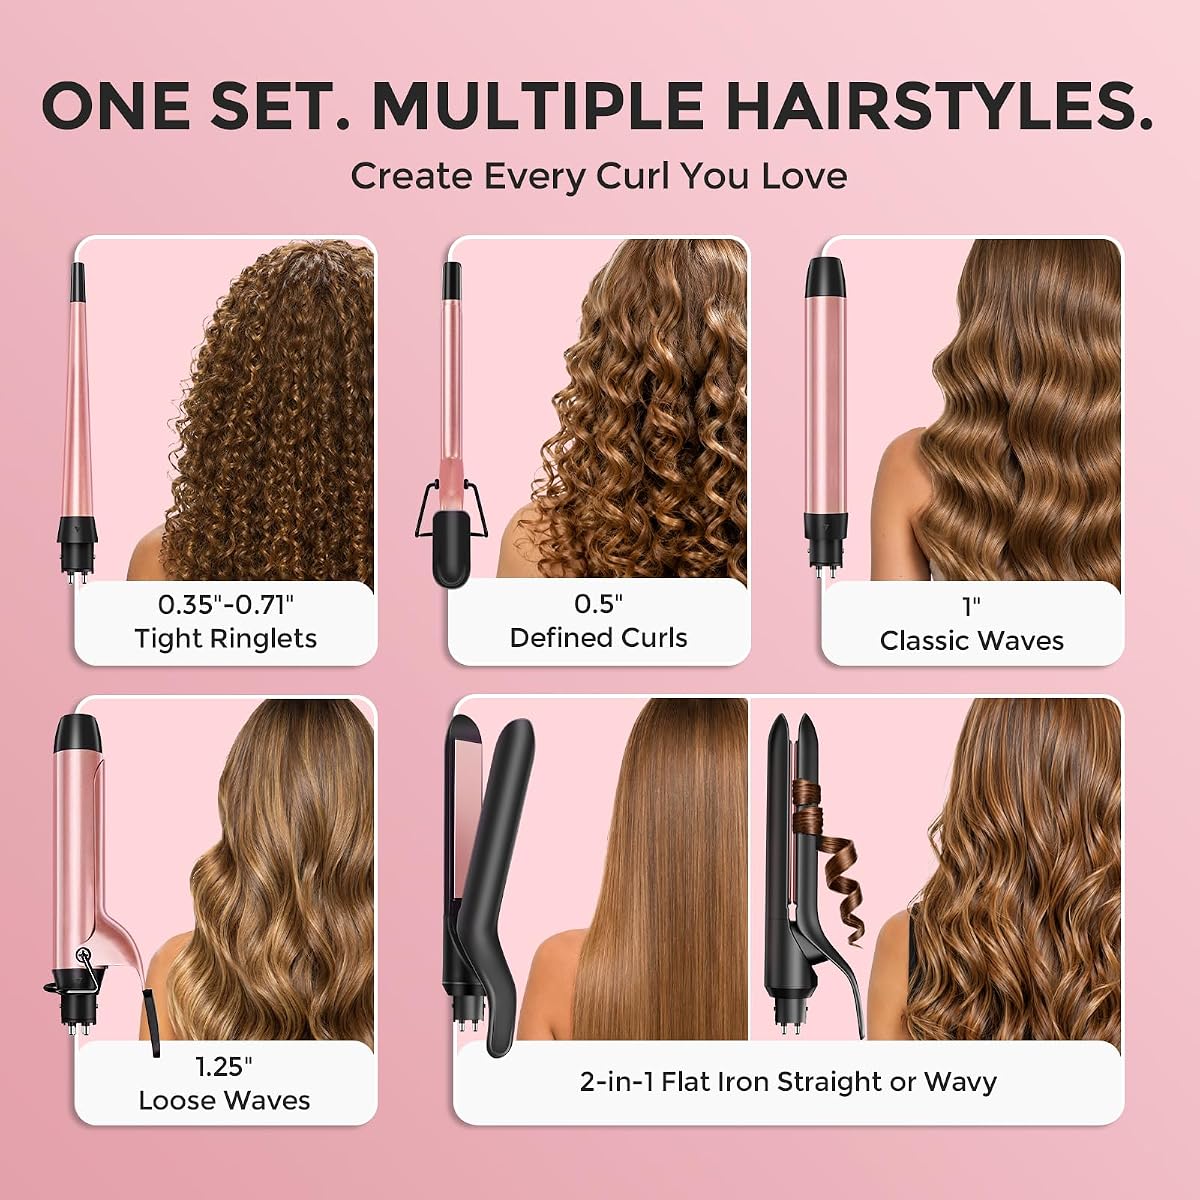 ONE SET. MULTIPLE HAIRSTYLES.
Create Every Curl You Love
0.35"-0.71"
Tight Ringlets
0.5"
Defined Curls
1"
Classic Waves
1.25"
Loose Waves
2-in-1 Flat Iron Straight or Wavy